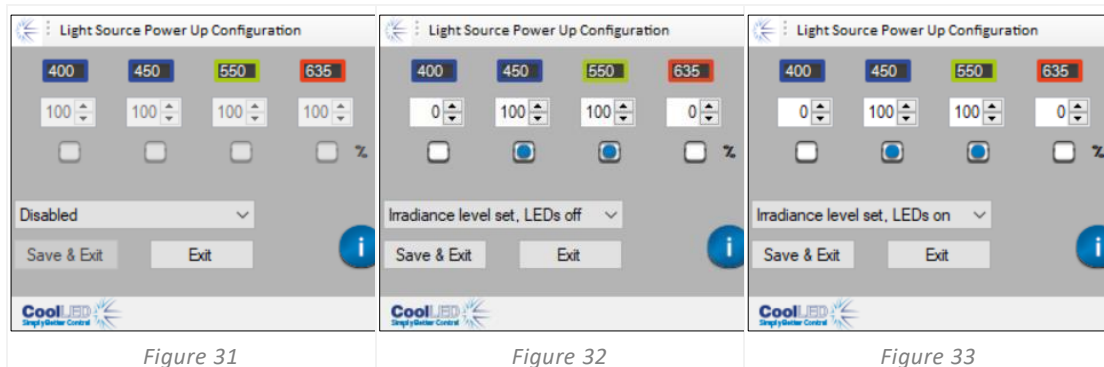 Light Source Power Up Configuration
400 450 550 635
100 100 100 100
%
Disabled
Save & Exit Exit
i
CoolLED
Simply Better Control
Figure 31
Light Source Power Up Configuration
400 450 550 635
0 100 100 0
%
Irradiance level set, LEDs off
Save & Exit Exit
i
CoolLED
Simply Better Control
Figure 32
Light Source Power Up Configuration
400 450 550 635
0 100 100 0
%
Irradiance level set, LEDs on
Save & Exit Exit
i
CoolLED
Simply Better Control
Figure 33